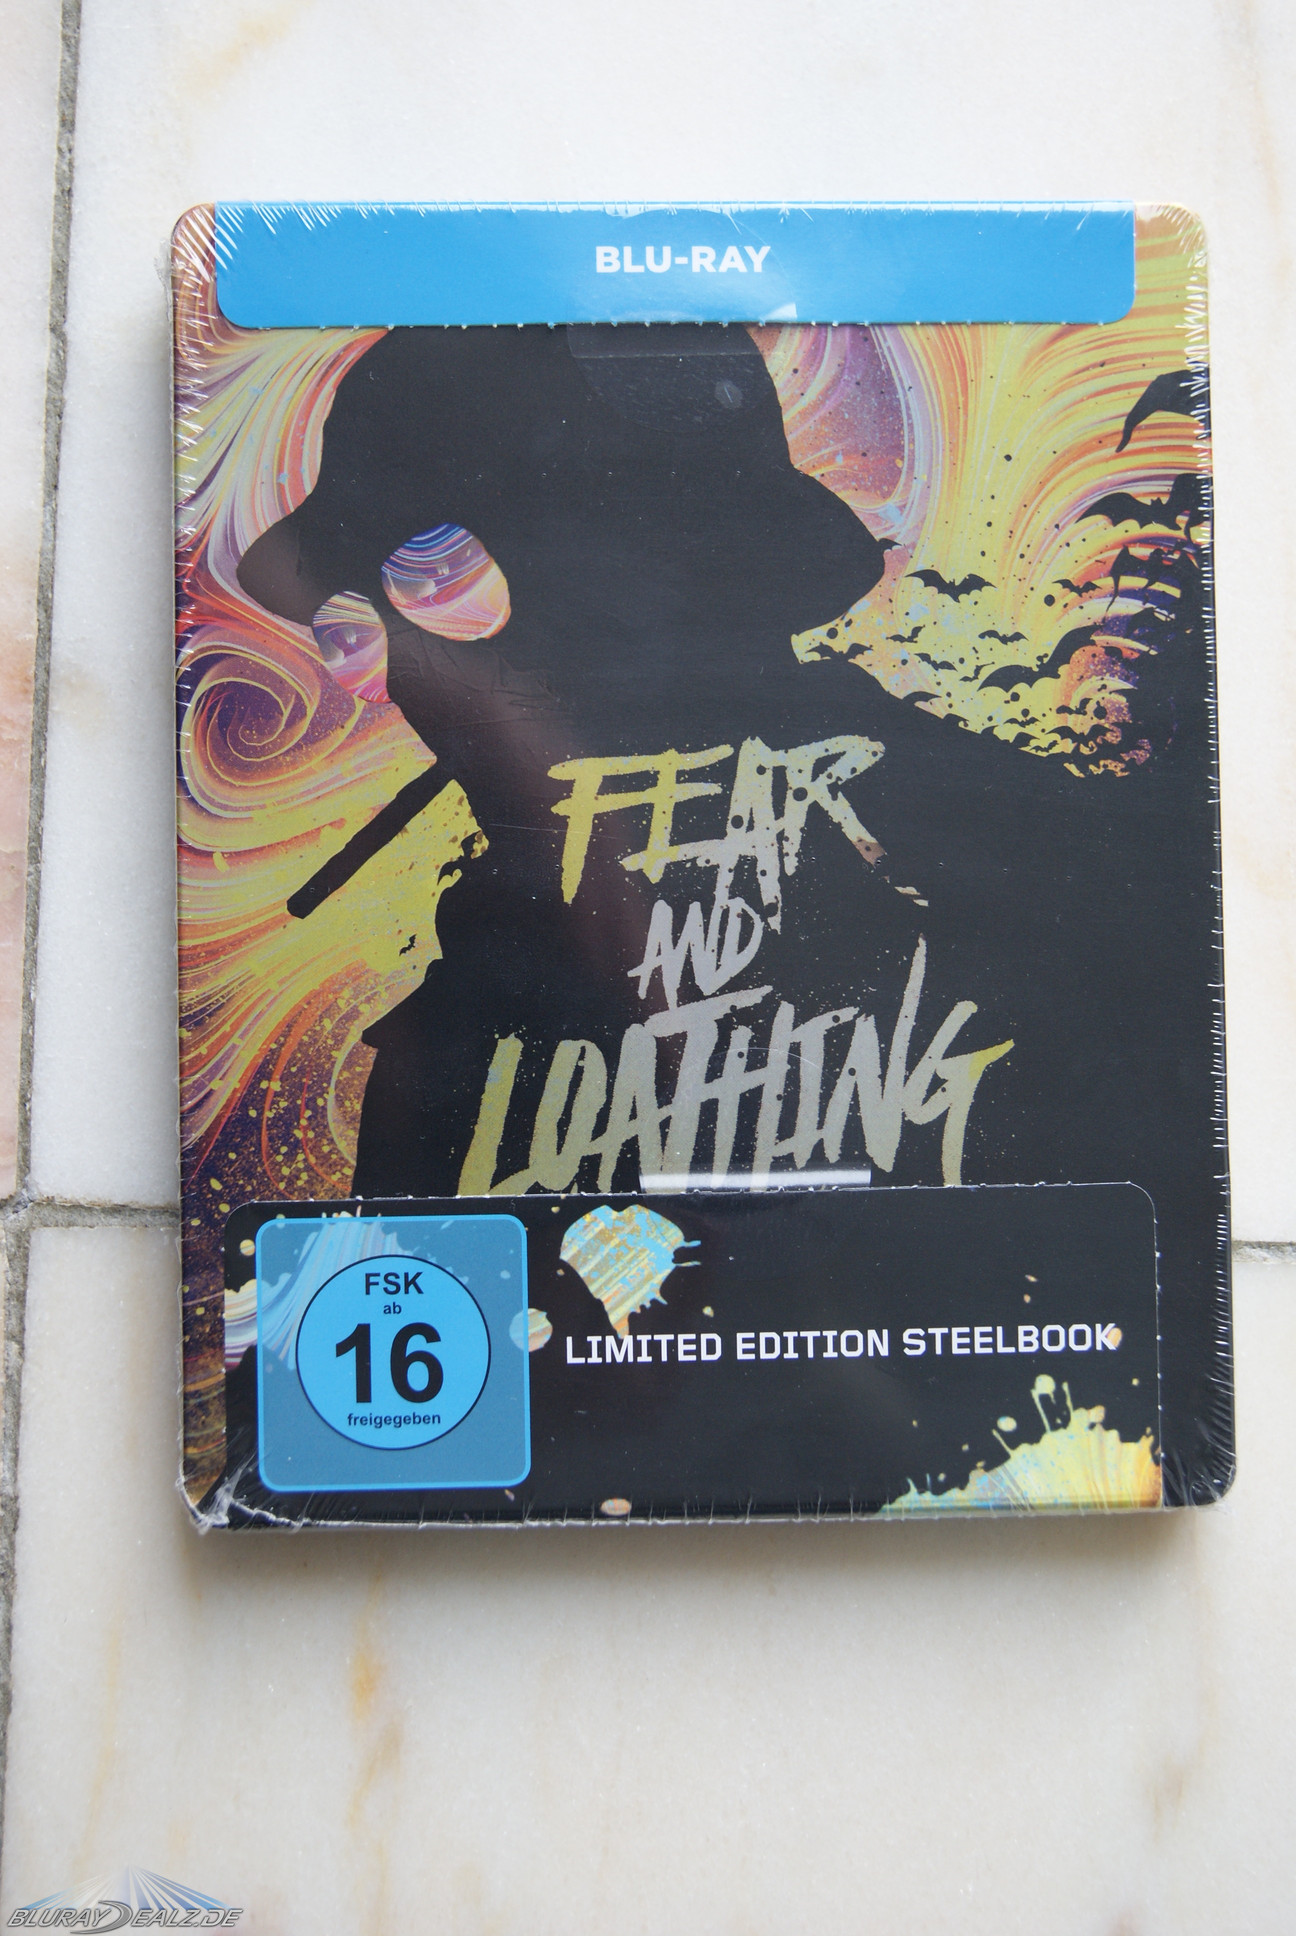 BLU-RAY
FEAR
AND
LOATHING
FSK
ab
16
freigegeben
LIMITED EDITION STEELBOOK
BLURAYDEALZ.DE